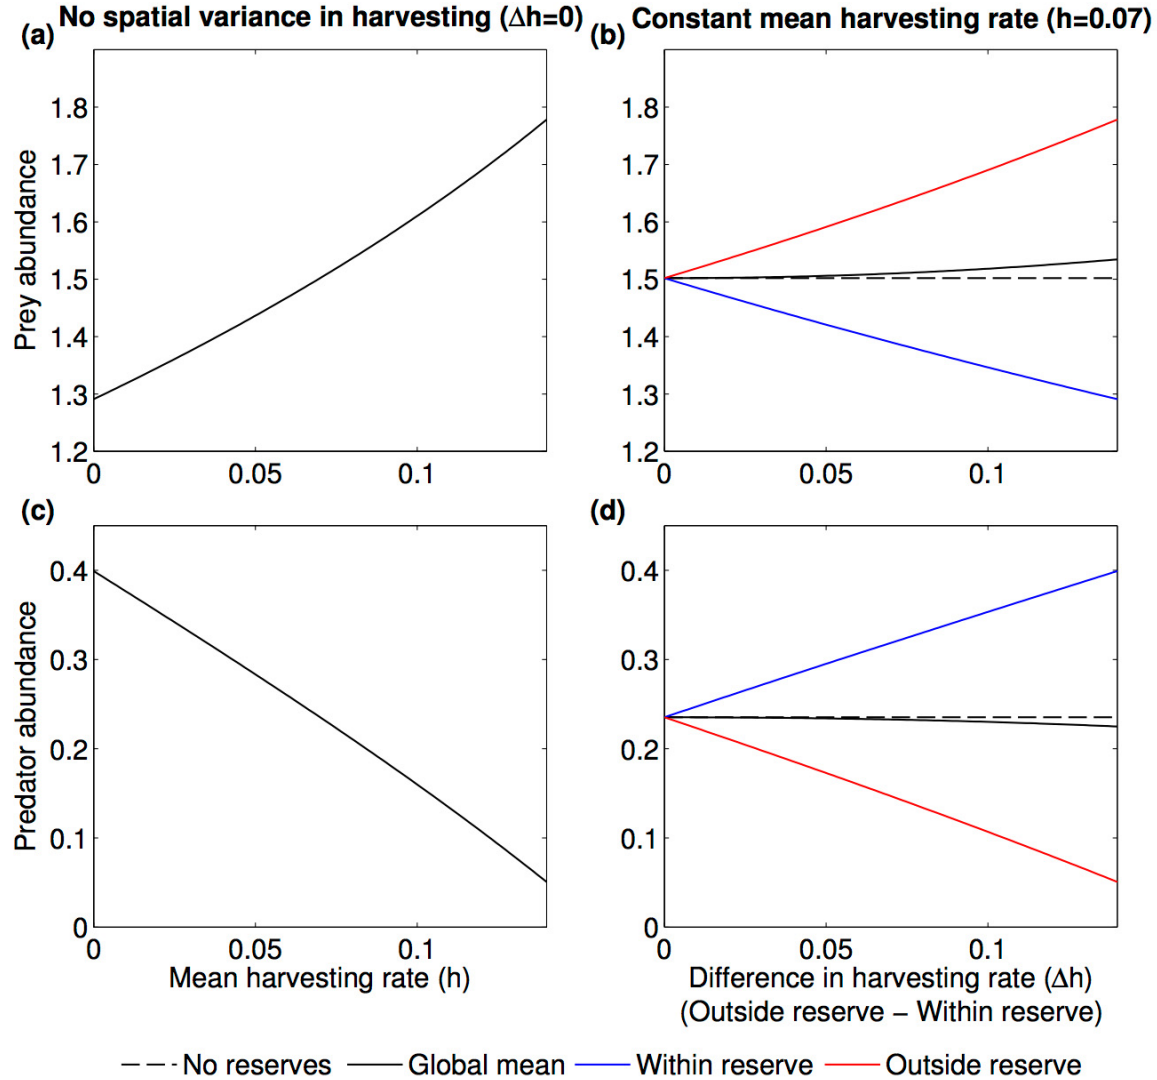 No spatial variance in harvesting (Δh=0)
Constant mean harvesting rate (h=0.07)
(a)
(b)
Prey abundance
1.8
1.7
1.6
1.5
1.4
1.3
1.2
0
0.05
0.1
1.8
1.7
1.6
1.5
1.4
1.3
1.2
0
0.05
0.1
(c)
(d)
Predator abundance
0.4
0.3
0.2
0.1
0
0
0.05
0.1
Mean harvesting rate (h)
0.4
0.3
0.2
0.1
0
0
0.05
0.1
Difference in harvesting rate (Δh)
(Outside reserve − Within reserve)
No reserves
Global mean
Within reserve
Outside reserve